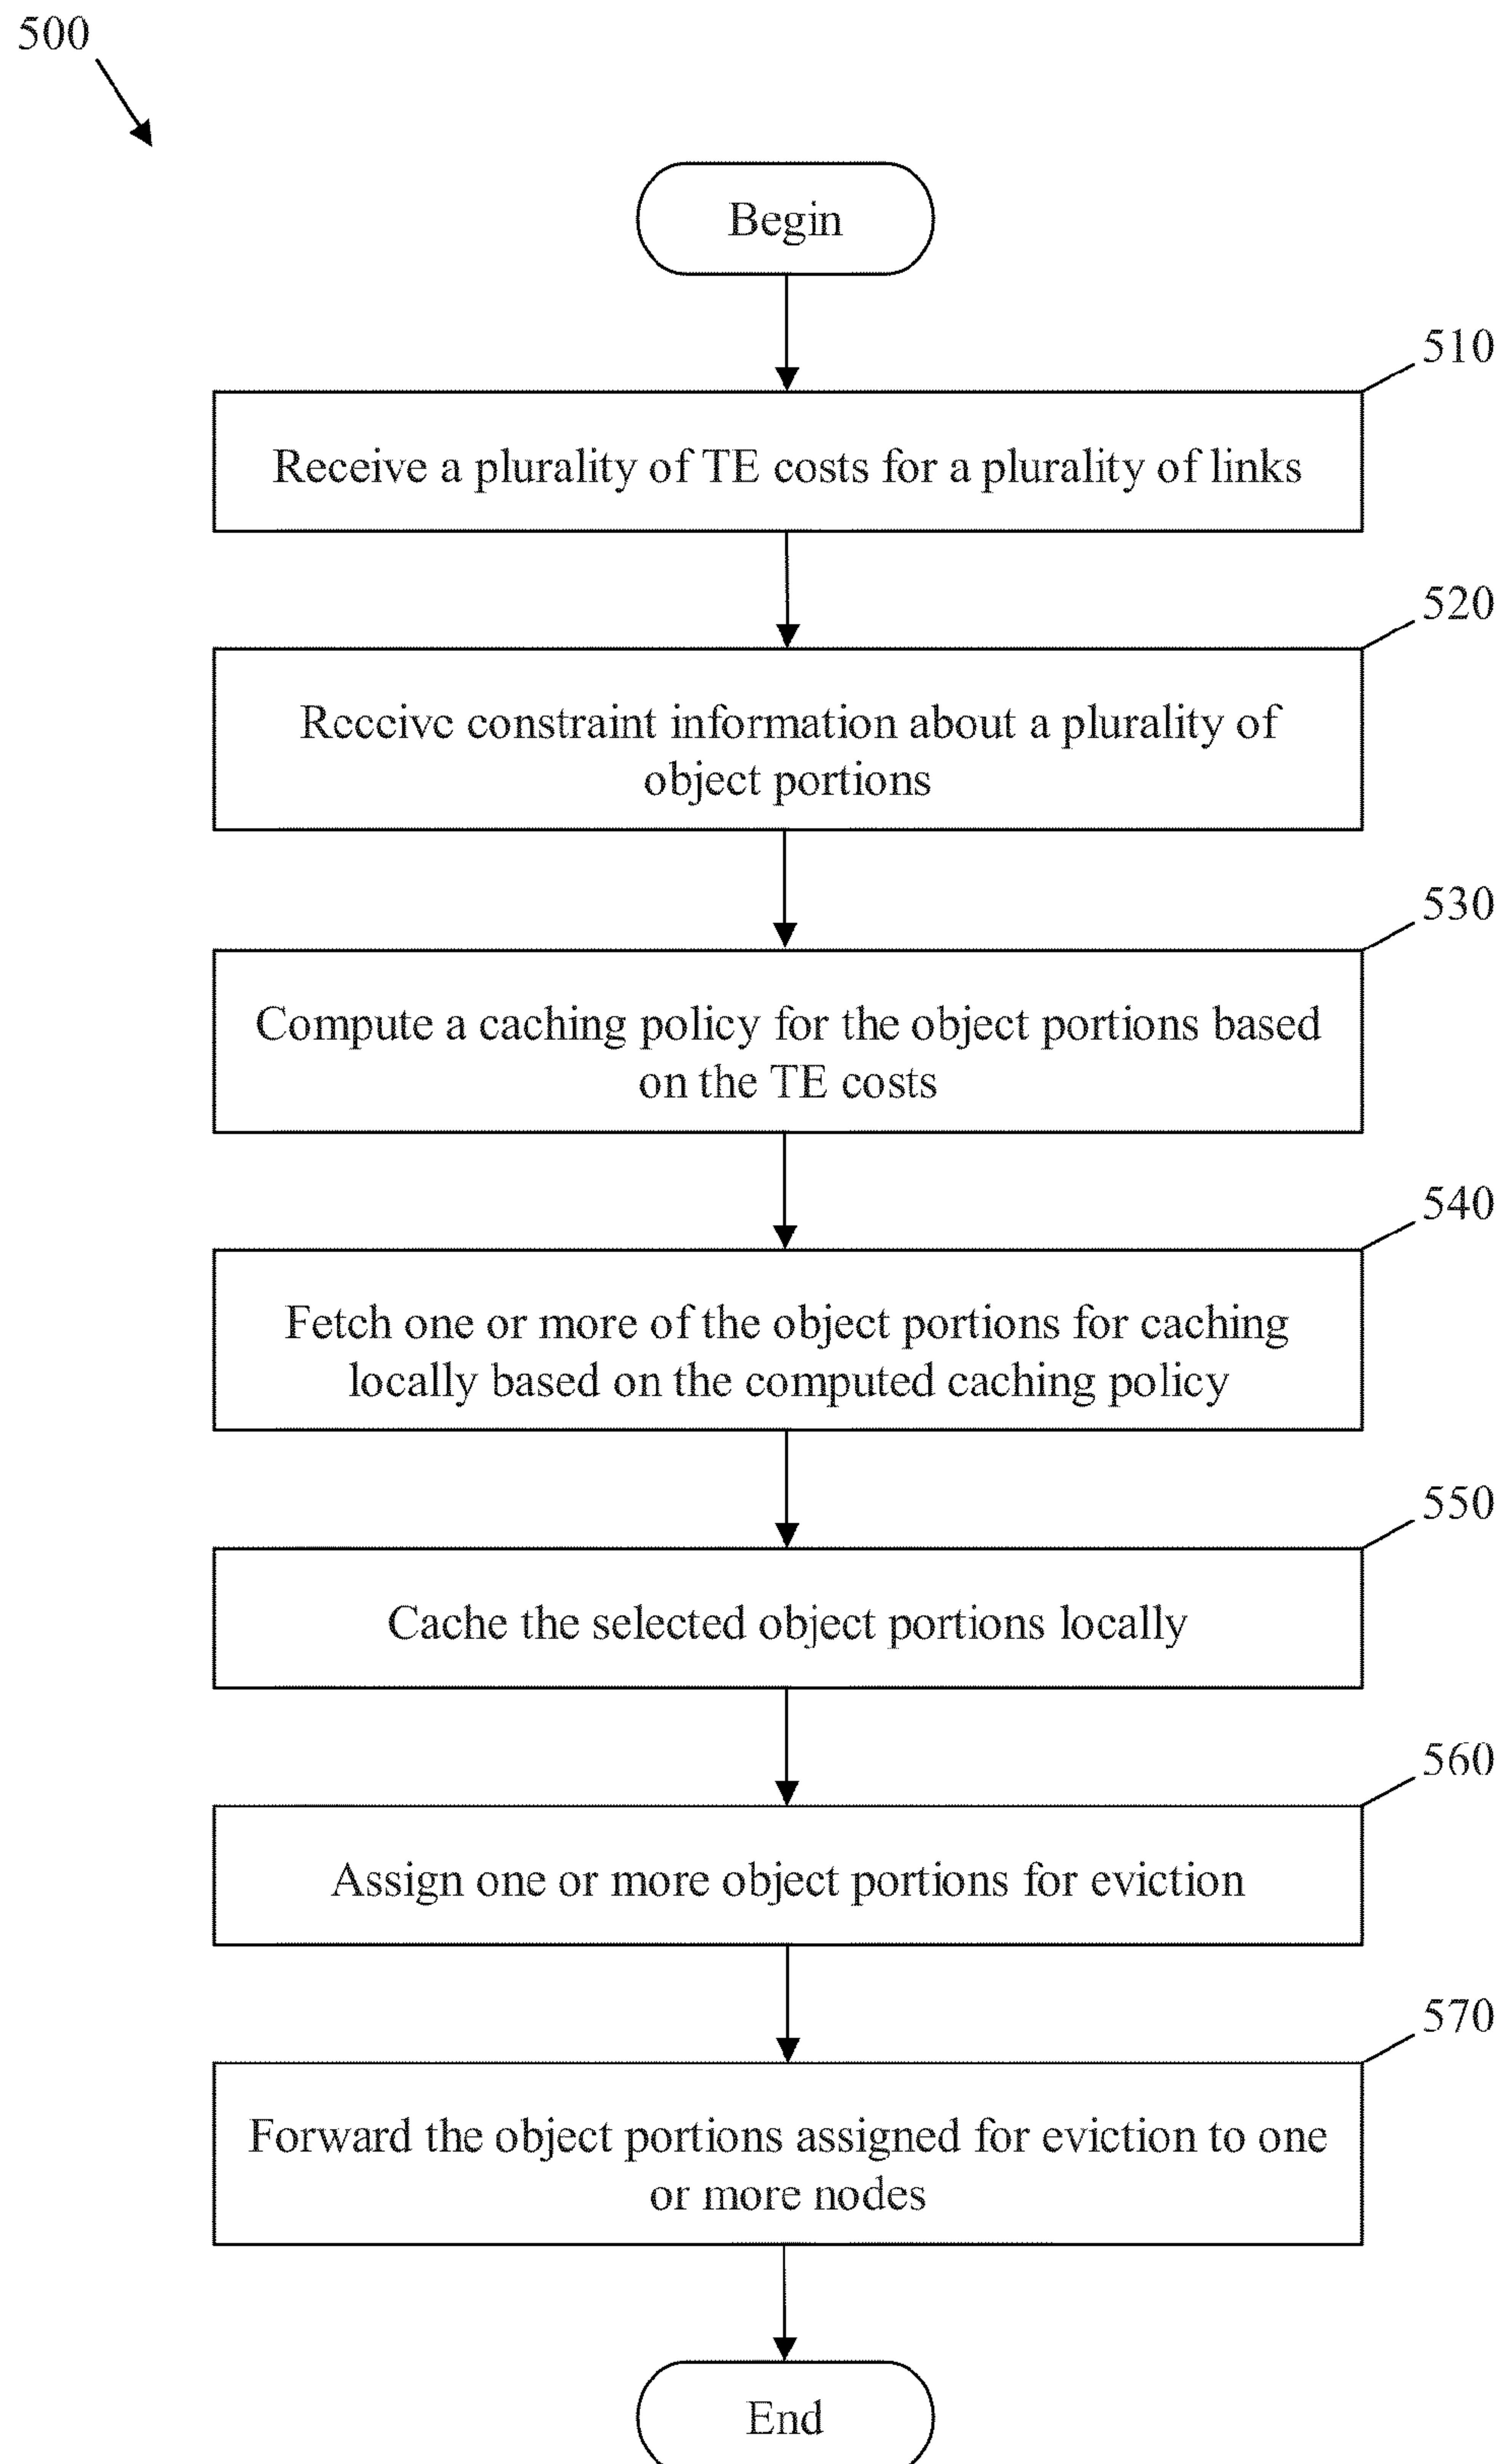 500
Begin
510
Receive a plurality of TE costs for a plurality of links
520
Receive constraint information about a plurality of
object portions
530
Compute a caching policy for the object portions based
on the TE costs
540
Fetch one or more of the object portions for caching
locally based on the computed caching policy
550
Cache the selected object portions locally
560
Assign one or more object portions for eviction
570
Forward the object portions assigned for eviction to one
or more nodes
End